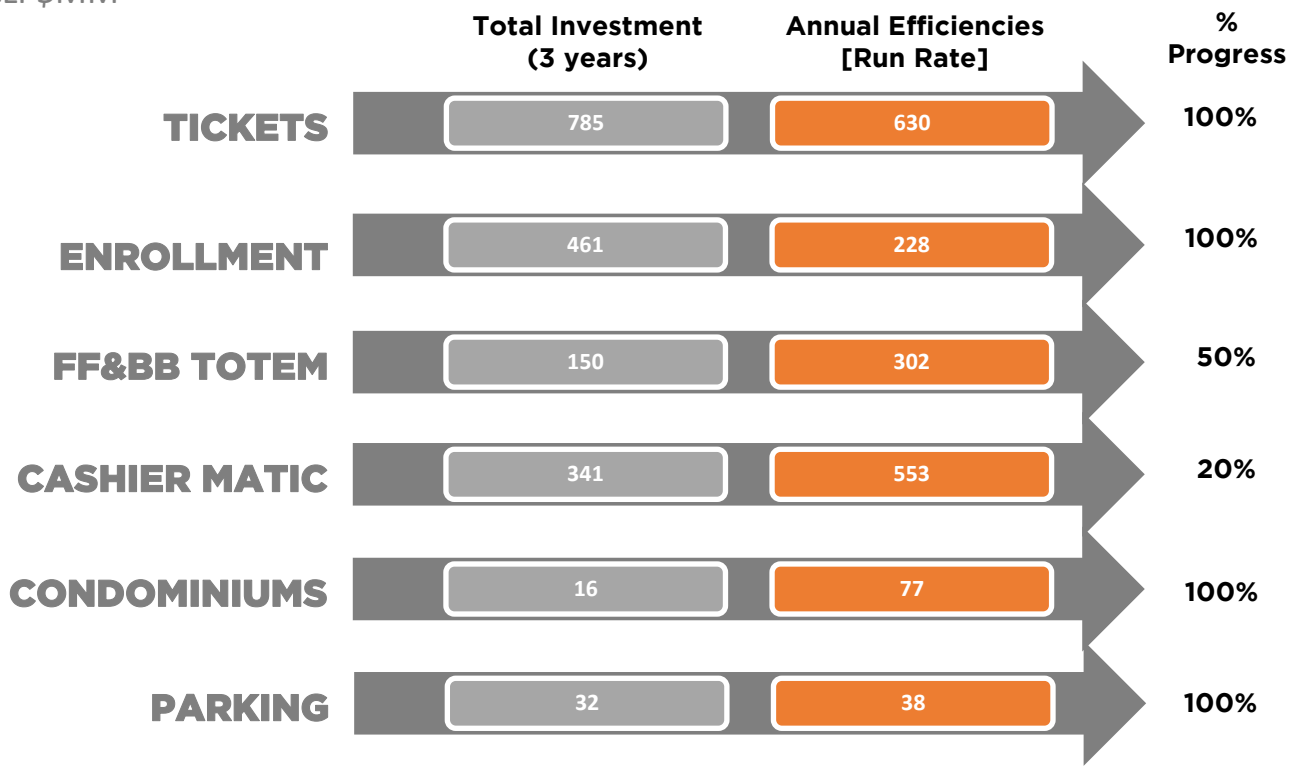 Total Investment
(3 years)
Annual Efficiencies
[Run Rate]
%
Progress
TICKETS
785
630
100%
ENROLLMENT
461
228
100%
FF&BB TOTEM
150
302
50%
CASHIER MATIC
341
553
20%
CONDOMINIUMS
16
77
100%
PARKING
32
38
100%